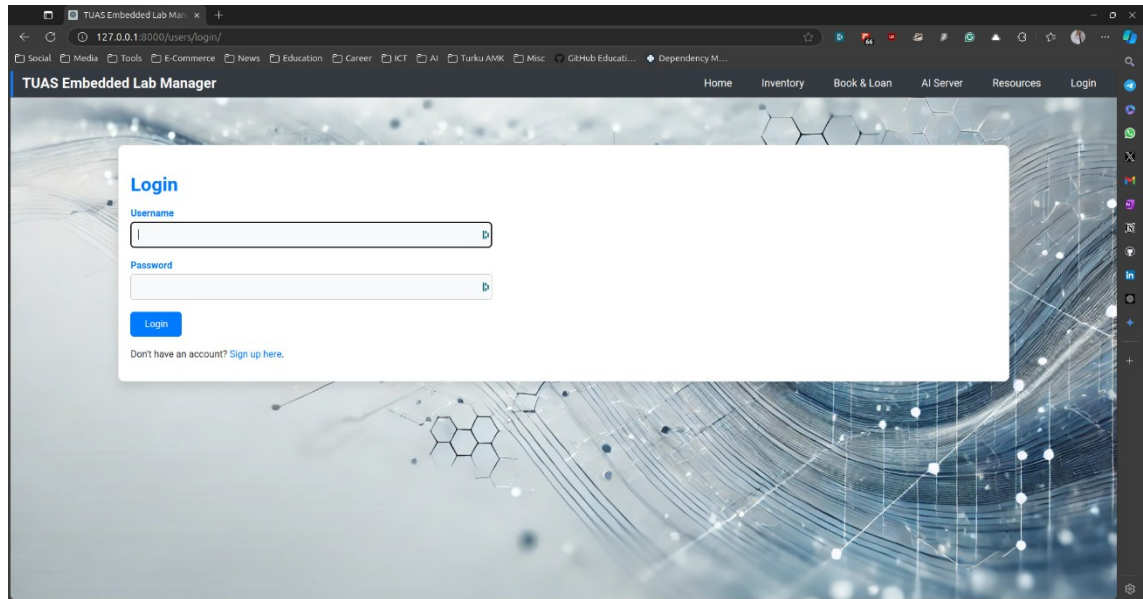 TUAS Embedded Lab Man
127.0.0.1:8000/users/login/
66
Social Media Tools E-Commerce News Education Career ICT AI Turku AMK Misc GitHub Educati... Dependency M...
TUAS Embedded Lab Manager Home Inventory Book & Loan AI Server Resources Login
Login
Username
Password
Login
Don't have an account? Sign up here.